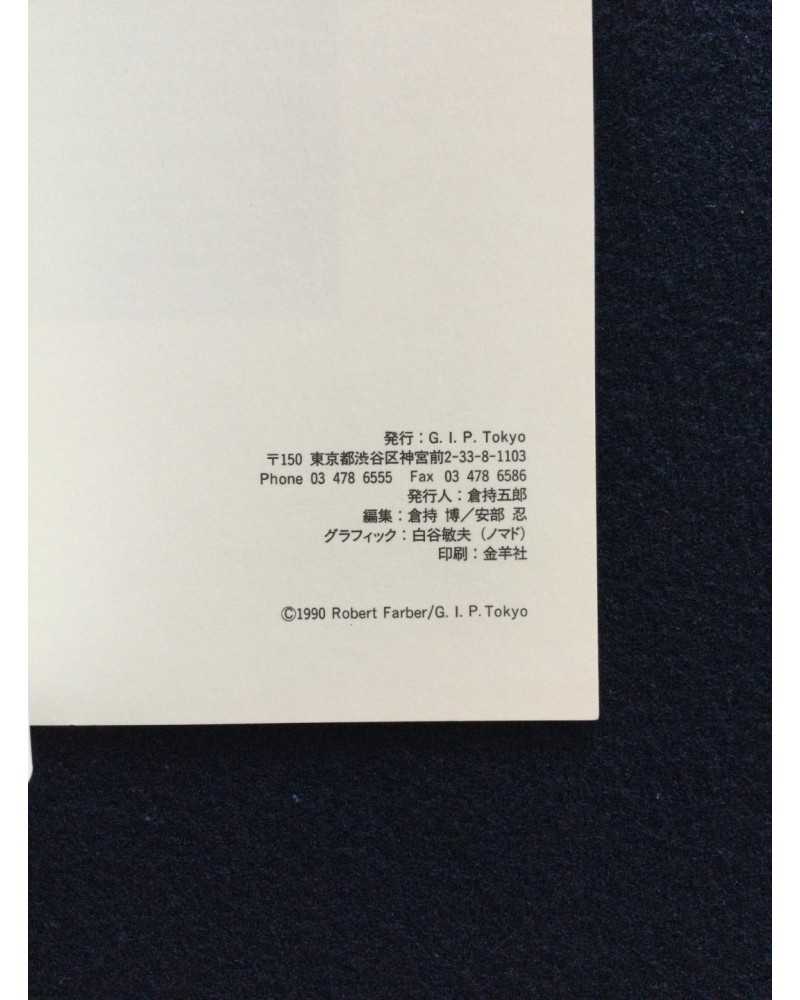 発行：G. I. P. Tokyo
〒150 東京都渋谷区神宮前2-33-8-1103
Phone 03 478 6555 Fax 03 478 6586
発行人：倉持五郎
編集：倉持 博／安部 忍
グラフィック：白谷敏夫（ノマド）
印刷：金羊社
©1990 Robert Farber/G. I. P. Tokyo